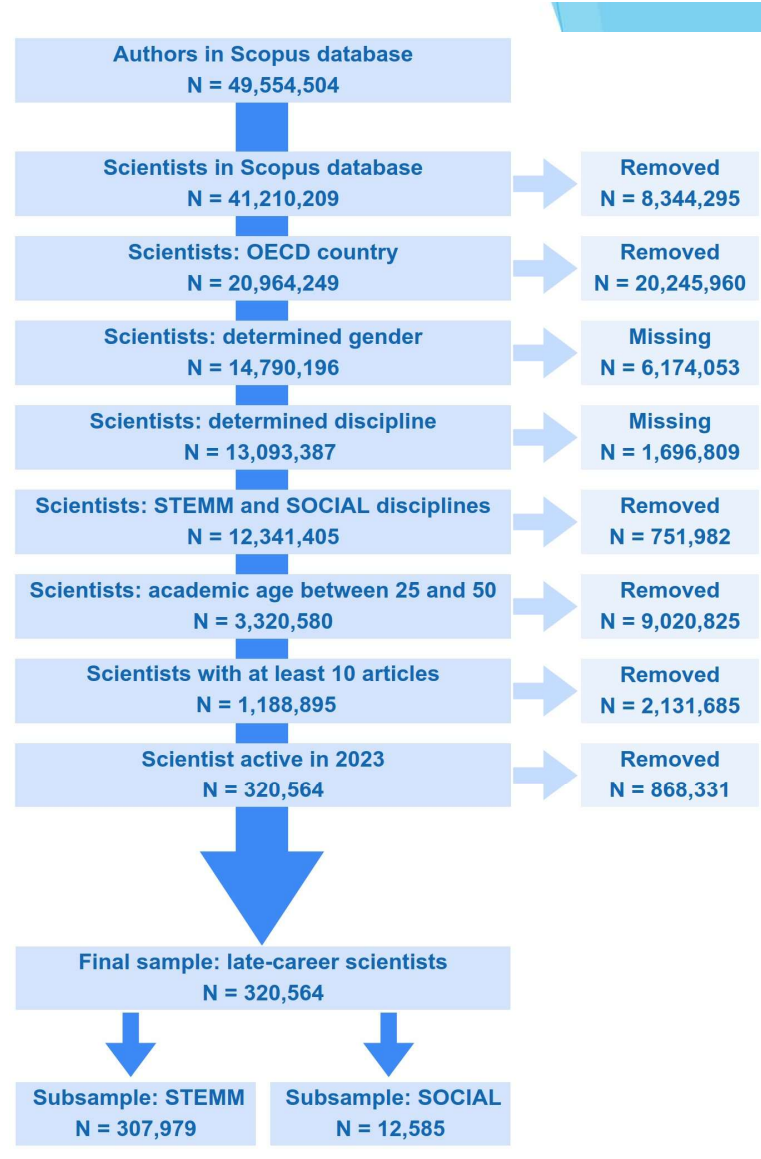 Authors in Scopus database
N = 49,554,504
Scientists in Scopus database
N = 41,210,209
Removed
N = 8,344,295
Scientists: OECD country
N = 20,964,249
Removed
N = 20,245,960
Scientists: determined gender
N = 14,790,196
Missing
N = 6,174,053
Scientists: determined discipline
N = 13,093,387
Missing
N = 1,696,809
Scientists: STEMM and SOCIAL disciplines
N = 12,341,405
Removed
N = 751,982
Scientists: academic age between 25 and 50
N = 3,320,580
Removed
N = 9,020,825
Scientists with at least 10 articles
N = 1,188,895
Removed
N = 2,131,685
Scientist active in 2023
N = 320,564
Removed
N = 868,331
Final sample: late-career scientists
N = 320,564
Subsample: STEMM
N = 307,979
Subsample: SOCIAL
N = 12,585